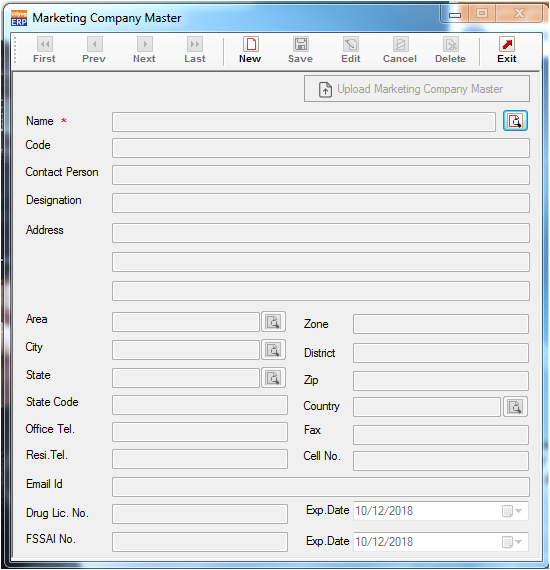 ERP Marketing Company Master
First Prev Next Last New Save Edit Cancel Delete Exit
Upload Marketing Company Master
Name *
Code
Contact Person
Designation
Address
Area
Zone
City
District
State
Zip
State Code
Country
Office Tel.
Fax
Resi.Tel.
Cell No.
Email Id
Drug Lic. No.
Exp.Date 10/12/2018
FSSAI No.
Exp.Date 10/12/2018